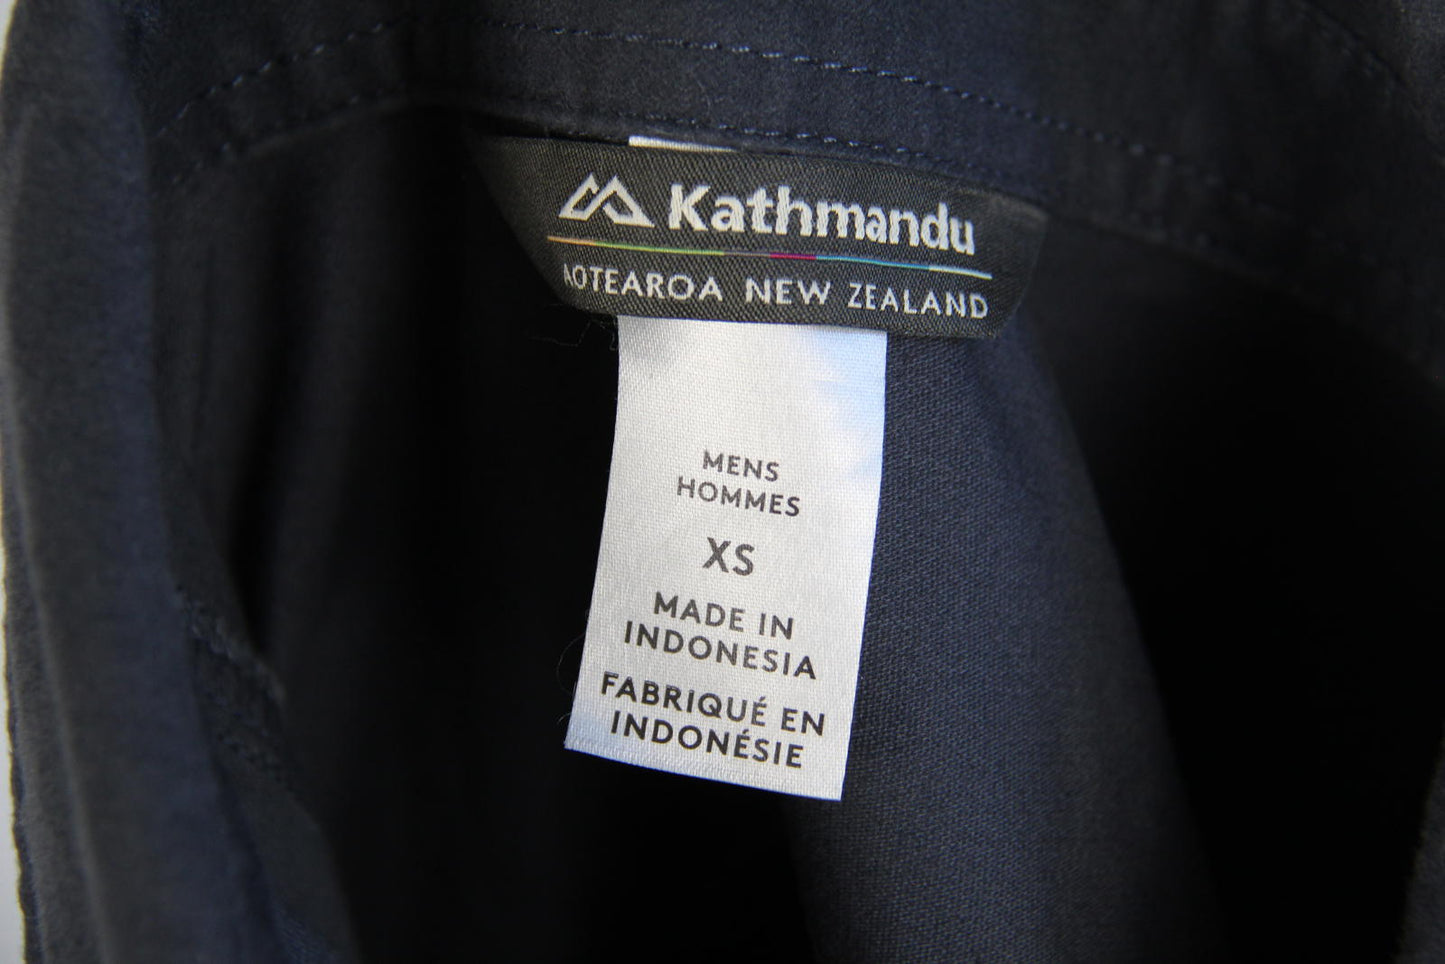 Kathmandu
AOTEAROA NEW ZEALAND
MENS
HOMMES
XS
MADE IN
INDONESIA
FABRIQUÉ EN
INDONÉSIE